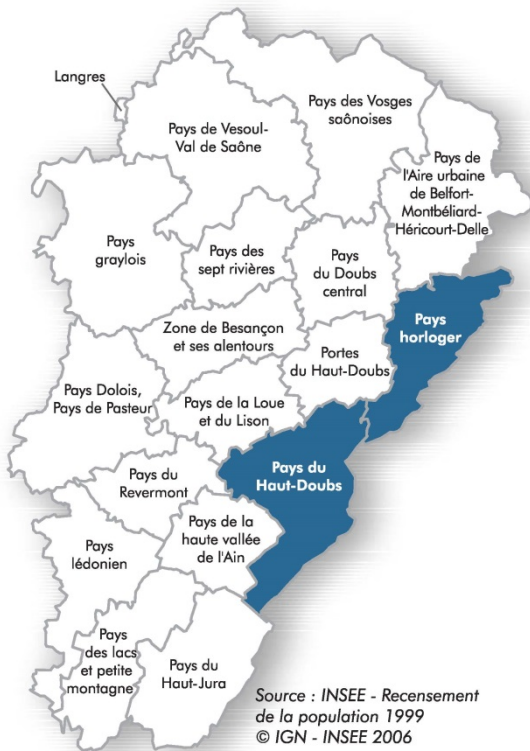 Langres
Pays de Vesoul-
Val de Saône
Pays des Vosges
saônoises
Pays de
l'Aire urbaine
de Belfort-
Montbéliard-
Héricourt-Delle
Pays
graylois
Pays des
sept rivières
Pays
du Doubs
central
Pays
horloger
Zone de Besançon
et ses alentours
Portes
du Haut-Doubs
Pays Dolois,
Pays de Pasteur
Pays de la Loue
et du Lison
Pays du
Haut-Doubs
Pays du
Revermont
Pays de la
haute vallée
de l'Ain
Pays
lédonien
Pays
des lacs
et petite
montagne
Pays du
Haut-Jura
Source : INSEE - Recensement
de la population 1999
© IGN - INSEE 2006